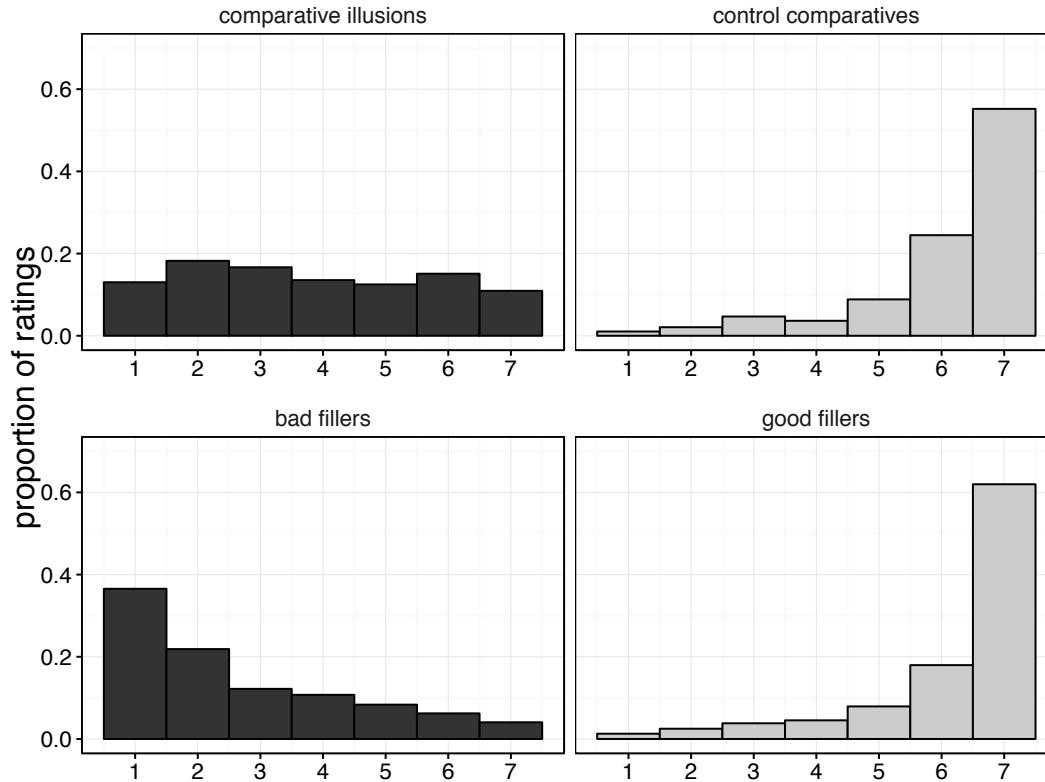 comparative illusions
control comparatives
proportion of ratings
0.6
0.4
0.2
0.0
1 2 3 4 5 6 7
1 2 3 4 5 6 7
bad fillers
good fillers
0.6
0.4
0.2
0.0
1 2 3 4 5 6 7
1 2 3 4 5 6 7